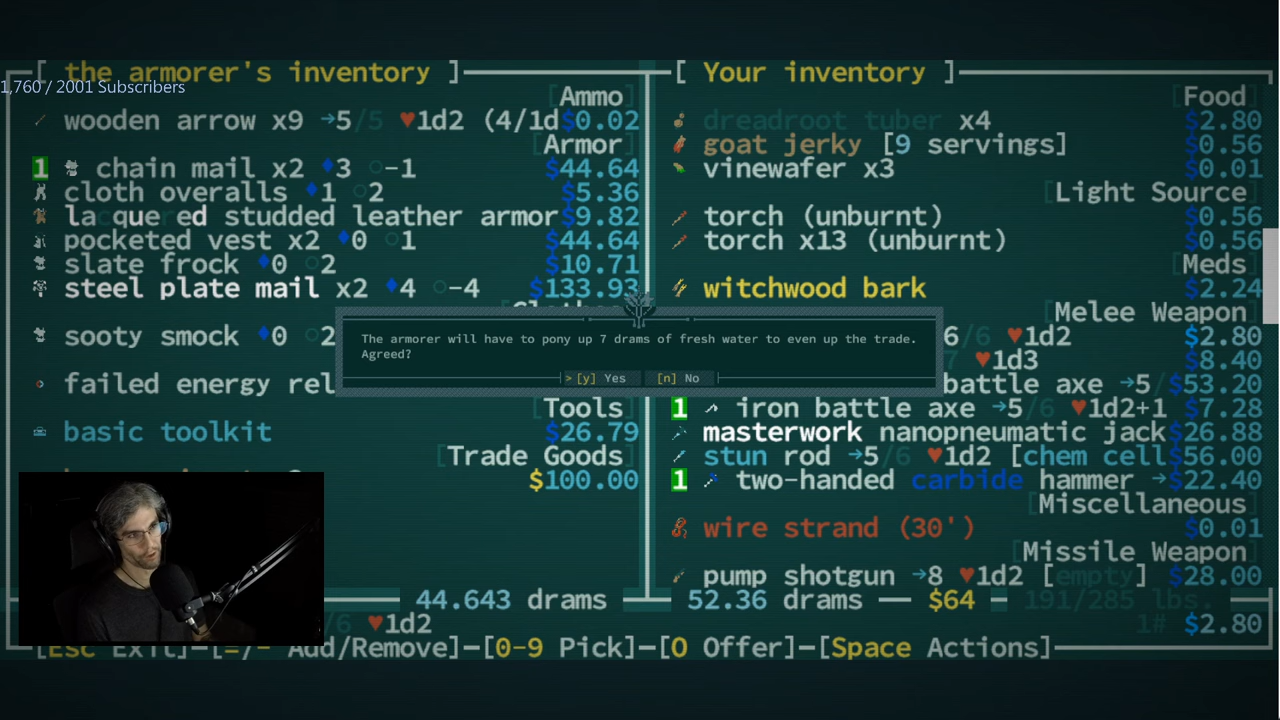 [ the armorer's inventory ]
[ Your inventory ]
1,760 / 2001 Subscribers
[Ammo]
wooden arrow x9 →5/5 ♥1d2 (4/1d $0.02
[Armor]
1 chain mail x2 ♦3 ○-1 $44.64
cloth overalls ♦1 ○2 $5.36
lacquered studded leather armor $9.82
pocketed vest x2 ♦0 ○1 $44.64
slate frock ♦0 ○2 $10.71
steel plate mail x2 ♦4 ○-4 $133.93
sooty smock ♦0 ○2
failed energy rel
[Tools]
basic toolkit $26.79
[Trade Goods]
$100.00
44.643 drams
[Food]
dreadroot tuber x4 $2.80
goat jerky [9 servings] $0.56
vinewafer x3 $0.01
[Light Source]
torch (unburnt) $0.56
torch x13 (unburnt) $0.56
[Meds]
witchwood bark $2.24
[Melee Weapon]
6/6 ♥1d2 $2.80
7 ♥1d3 $8.40
battle axe →5/ $53.20
1 iron battle axe →5/6 ♥1d2+1 $7.28
masterwork nanopneumatic jack $26.88
stun rod →5/6 ♥1d2 [chem cell $56.00
1 two-handed carbide hammer → $22.40
[Miscellaneous]
wire strand (30') $0.01
[Missile Weapon]
pump shotgun →8 ♥1d2 [empty] $28.00
52.36 drams — $64 — 191/285 lbs.
/6 ♥1d2 1# $2.80
The armorer will have to pony up 7 drams of fresh water to even up the trade.
Agreed?
> [y] Yes [n] No
[Esc Exit]-[=/- Add/Remove]-[0-9 Pick]-[O Offer]-[Space Actions]